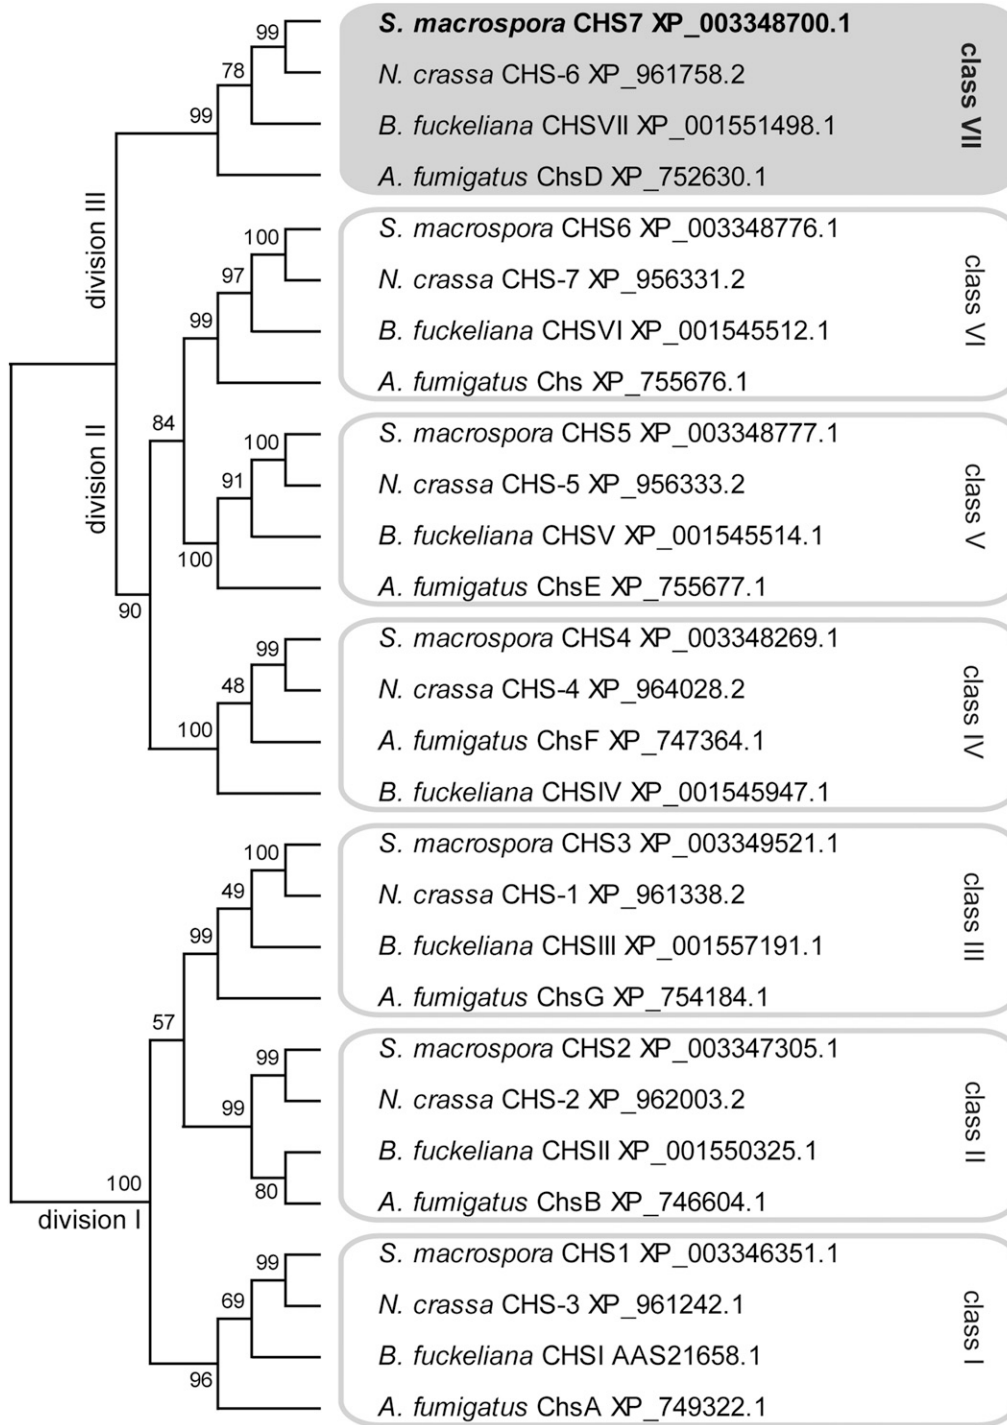 99
S. macrospora CHS7 XP_003348700.1
78
N. crassa CHS-6 XP_961758.2
99
B. fuckeliana CHSVII XP_001551498.1
A. fumigatus ChsD XP_752630.1
class VII
division III
100
S. macrospora CHS6 XP_003348776.1
97
N. crassa CHS-7 XP_956331.2
99
B. fuckeliana CHSVI XP_001545512.1
A. fumigatus Chs XP_755676.1
class VI
division II
84
100
S. macrospora CHS5 XP_003348777.1
91
N. crassa CHS-5 XP_956333.2
B. fuckeliana CHSV XP_001545514.1
100
A. fumigatus ChsE XP_755677.1
class V
90
99
S. macrospora CHS4 XP_003348269.1
48
N. crassa CHS-4 XP_964028.2
100
A. fumigatus ChsF XP_747364.1
B. fuckeliana CHSIV XP_001545947.1
class IV
100
S. macrospora CHS3 XP_003349521.1
49
N. crassa CHS-1 XP_961338.2
99
B. fuckeliana CHSIII XP_001557191.1
A. fumigatus ChsG XP_754184.1
class III
57
99
S. macrospora CHS2 XP_003347305.1
99
N. crassa CHS-2 XP_962003.2
B. fuckeliana CHSII XP_001550325.1
80
A. fumigatus ChsB XP_746604.1
class II
100
division I
99
S. macrospora CHS1 XP_003346351.1
69
N. crassa CHS-3 XP_961242.1
B. fuckeliana CHSI AAS21658.1
96
A. fumigatus ChsA XP_749322.1
class I